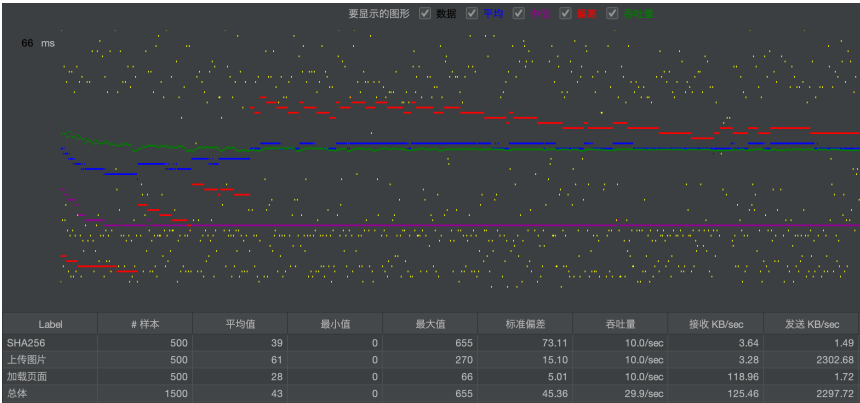 要显示的图形 数据 平均 中值 偏离 吞吐量
66 ms
Label # 样本 平均值 最小值 最大值 标准偏差 吞吐量 接收 KB/sec 发送 KB/sec
SHA256 500 39 0 655 73.11 10.0/sec 3.64 1.49
上传图片 500 61 0 270 15.10 10.0/sec 3.28 2302.68
加载页面 500 28 0 66 5.01 10.0/sec 118.96 1.72
总体 1500 43 0 655 45.36 29.9/sec 125.46 2297.72